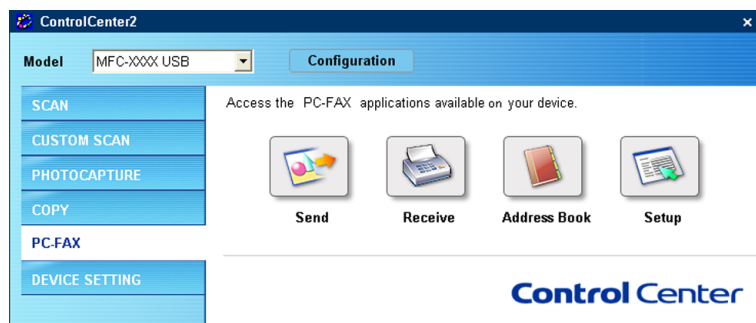 ControlCenter2
Model MFC-XXXX USB Configuration
SCAN
CUSTOM SCAN
PHOTOCAPTURE
COPY
PC-FAX
DEVICE SETTING
Access the PC-FAX applications available on your device.
Send Receive Address Book Setup
Control Center